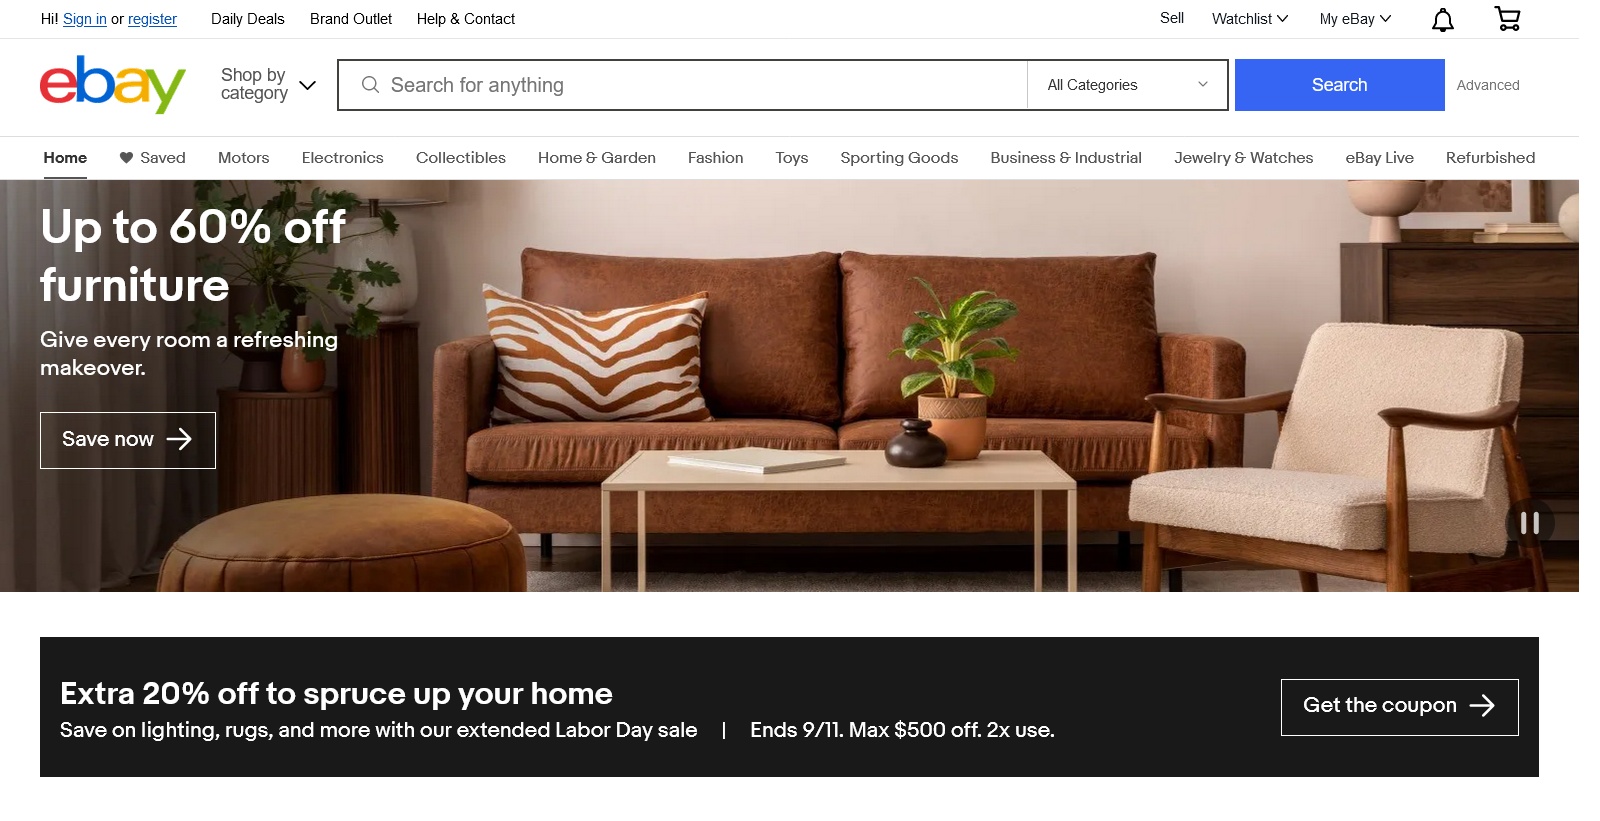 Hi! Sign in or register
Daily Deals
Brand Outlet
Help & Contact
Sell
Watchlist
My eBay
ebay
Shop by
category
Search for anything
All Categories
Search
Advanced
Home
Saved
Motors
Electronics
Collectibles
Home & Garden
Fashion
Toys
Sporting Goods
Business & Industrial
Jewelry & Watches
eBay Live
Refurbished
Up to 60% off
furniture
Give every room a refreshing
makeover.
Save now
Extra 20% off to spruce up your home
Save on lighting, rugs, and more with our extended Labor Day sale | Ends 9/11. Max $500 off. 2x use.
Get the coupon